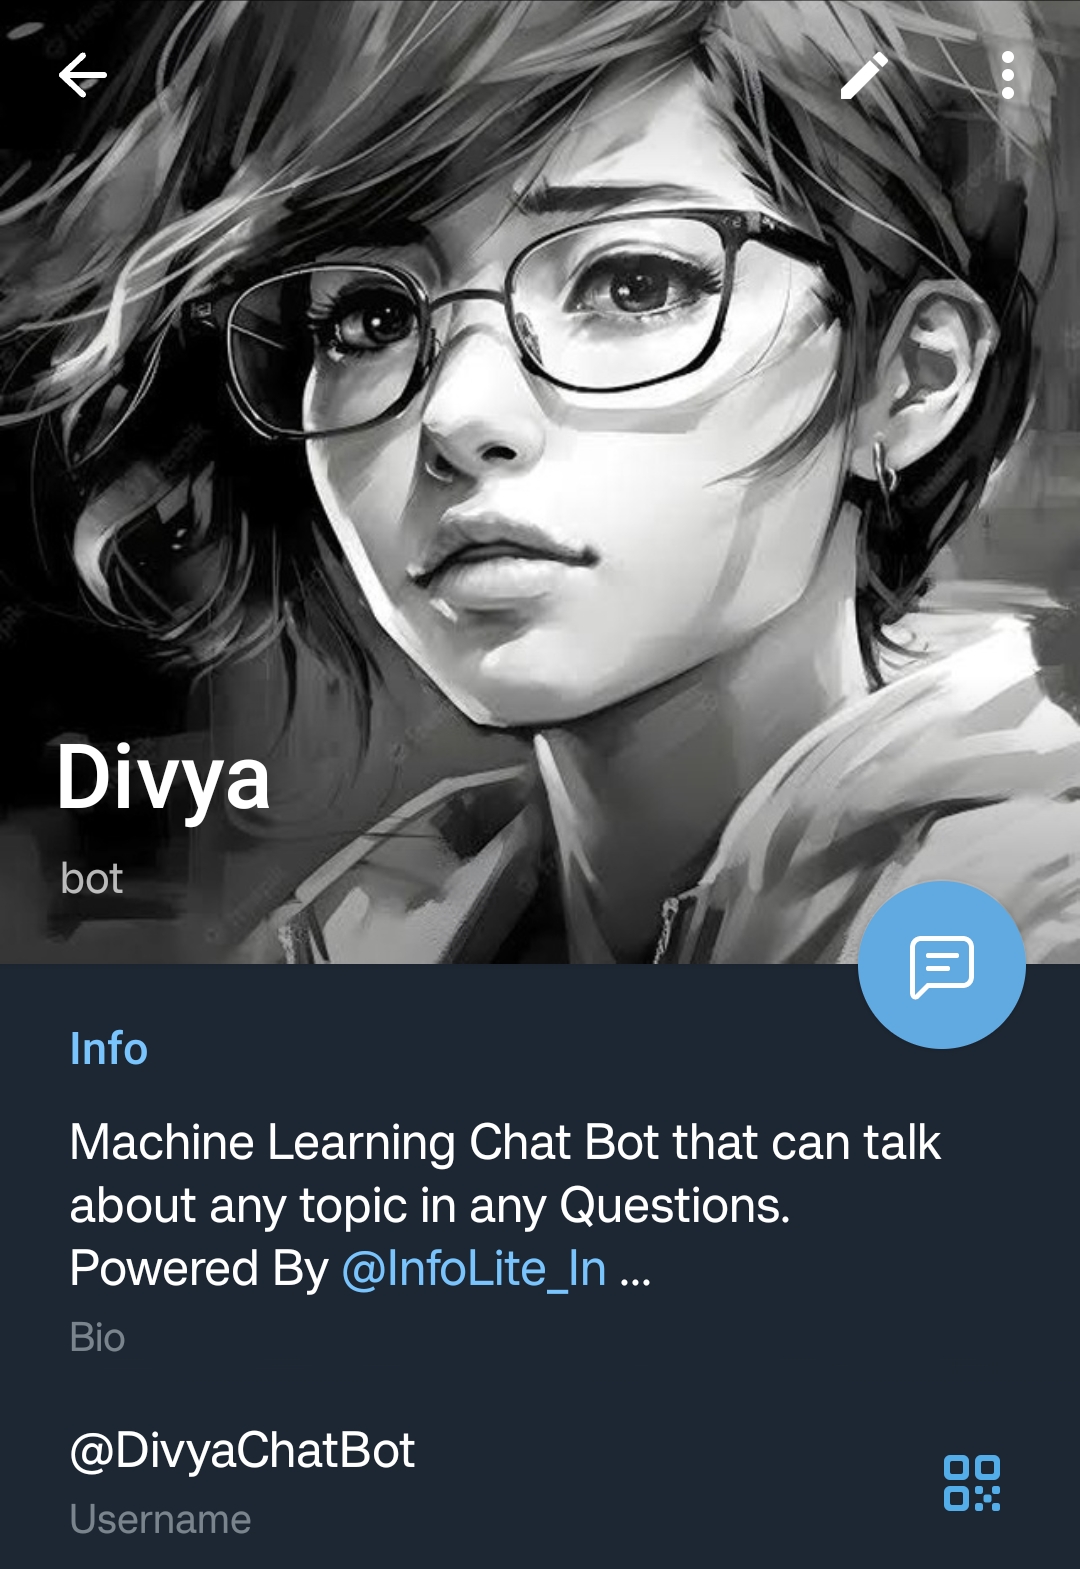 Divya
bot
Info
Machine Learning Chat Bot that can talk
about any topic in any Questions.
Powered By @InfoLite_In ...
Bio
@DivyaChatBot
Username